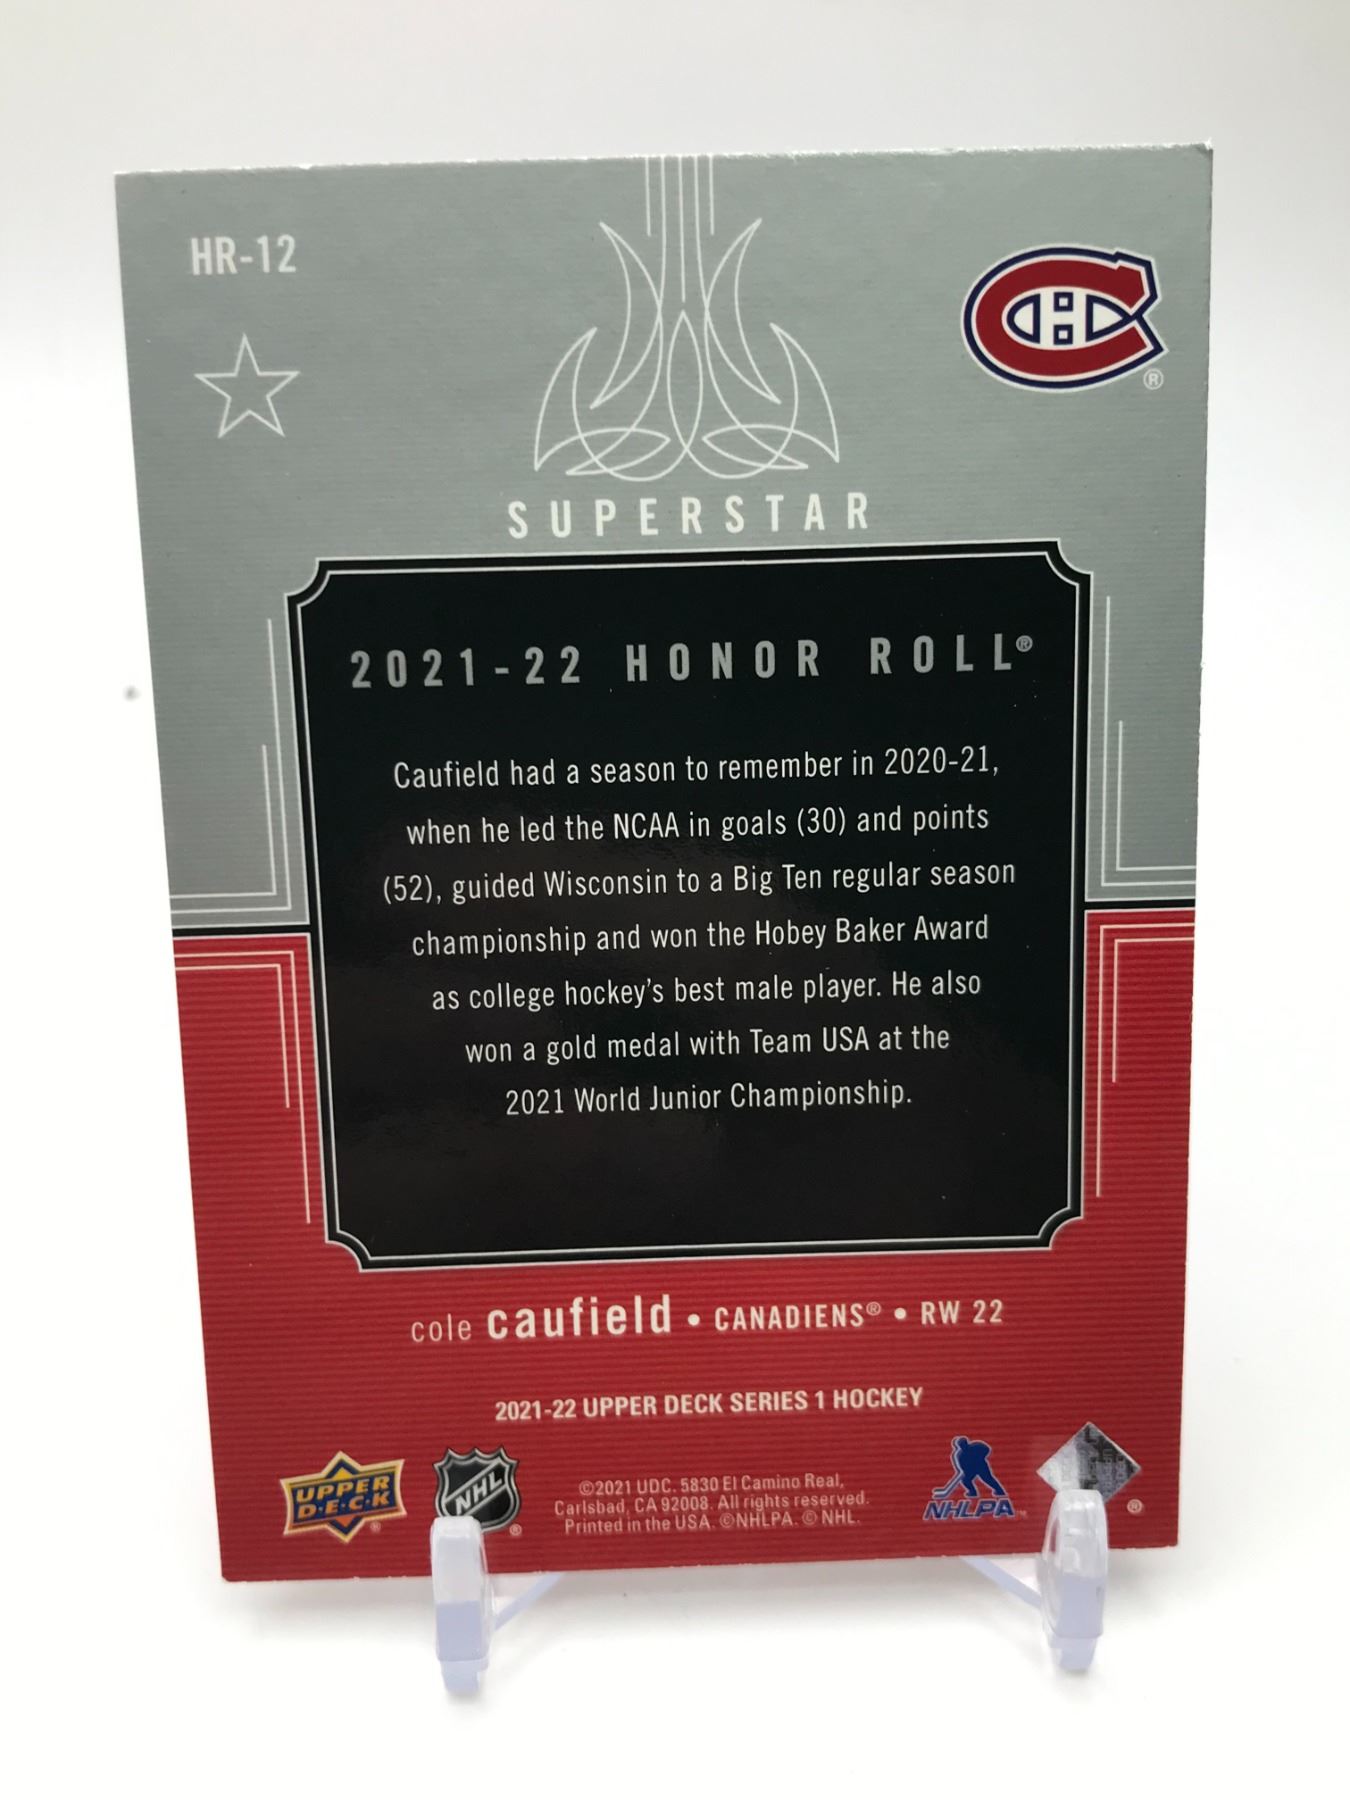 HR-12
SUPERSTAR
2021-22 HONOR ROLL®
Caufield had a season to remember in 2020-21,
when he led the NCAA in goals (30) and points
(52), guided Wisconsin to a Big Ten regular season
championship and won the Hobey Baker Award
as college hockey's best male player. He also
won a gold medal with Team USA at the
2021 World Junior Championship.
cole caufield • CANADIENS® • RW 22
2021-22 UPPER DECK SERIES 1 HOCKEY
UPPER
D·E·C·K
®
NHL
®
©2021 UDC. 5830 El Camino Real,
Carlsbad, CA 92008. All rights reserved.
Printed in the USA. ©NHLPA. © NHL.
NHLPA™
®